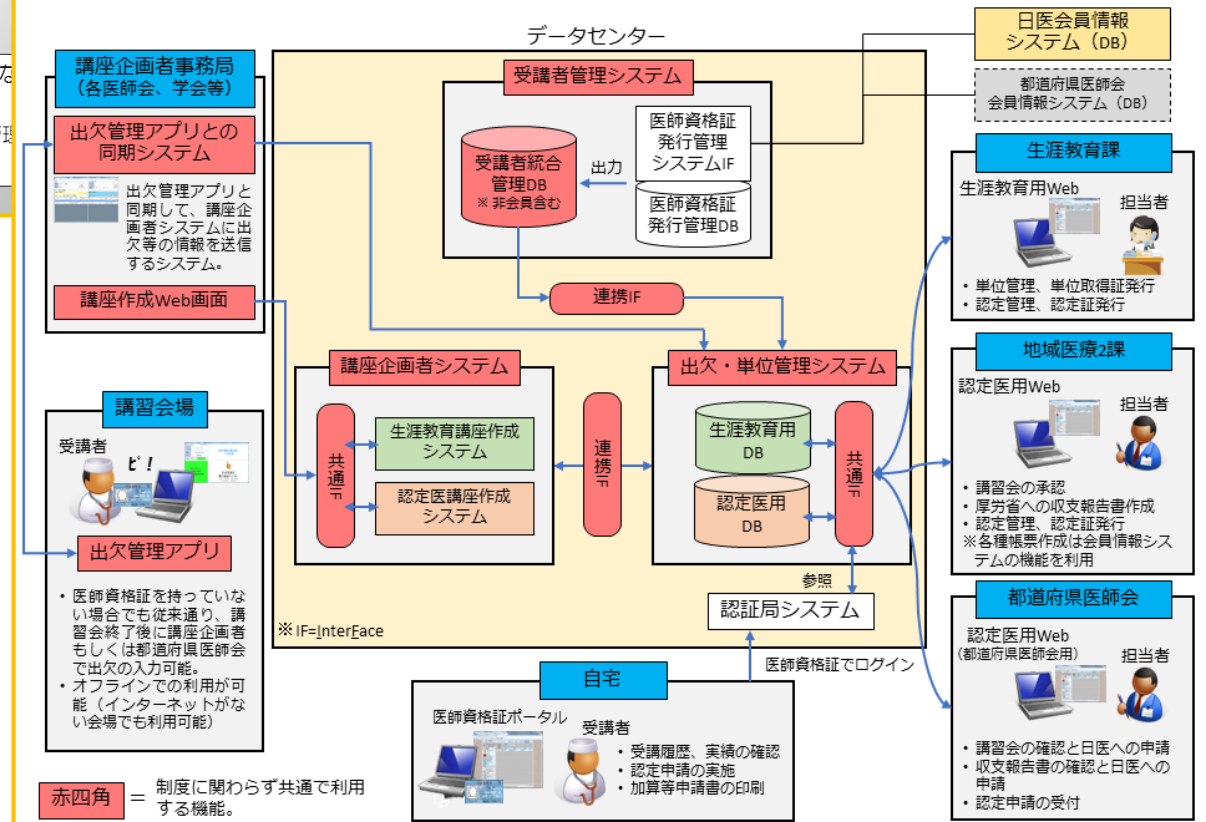 な
理
データセンター
日医会員情報
システム（DB）
都道府県医師会
会員情報システム（DB）
講座企画者事務局
（各医師会、学会等）
出欠管理アプリとの
同期システム
出欠管理アプリと
同期して、講座企
画者システムに出
欠等の情報を送信
するシステム。
講座作成Web画面
受講者管理システム
受講者統合
管理DB
※ 非会員含む
出力
医師資格証
発行管理
システムIF
医師資格証
発行管理DB
連携IF
講座企画者システム
共通IF
生涯教育講座作成
システム
認定医講座作成
システム
連携IF
出欠・単位管理システム
生涯教育用
DB
認定医用
DB
共通IF
参照
認証局システム
※ IF=InterFace
医師資格証でログイン
講習会場
受講者
ピ！
出欠管理アプリ
・医師資格証を持っていな
い場合でも従来通り、講
習会終了後に講座企画者
もしくは都道府県医師会
で出欠の入力可能。
・オフラインでの利用が可
能（インターネットがな
い会場でも利用可能）
自宅
医師資格証ポータル
受講者
・受講履歴、実績の確認
・認定申請の実施
・加算等申請書の印刷
生涯教育課
生涯教育用Web
担当者
・単位管理、単位取得証発行
・認定管理、認定証発行
地域医療2課
認定医用Web
担当者
・講習会の承認
・厚労省への収支報告書作成
・認定管理、認定証発行
※各種帳票作成は会員情報シス
テムの機能を利用
都道府県医師会
認定医用Web
（都道府県医師会用）
担当者
・講習会の確認と日医への申請
・収支報告書の確認と日医への
申請
・認定申請の受付
赤四角 ＝ 制度に関わらず共通で利用
する機能。